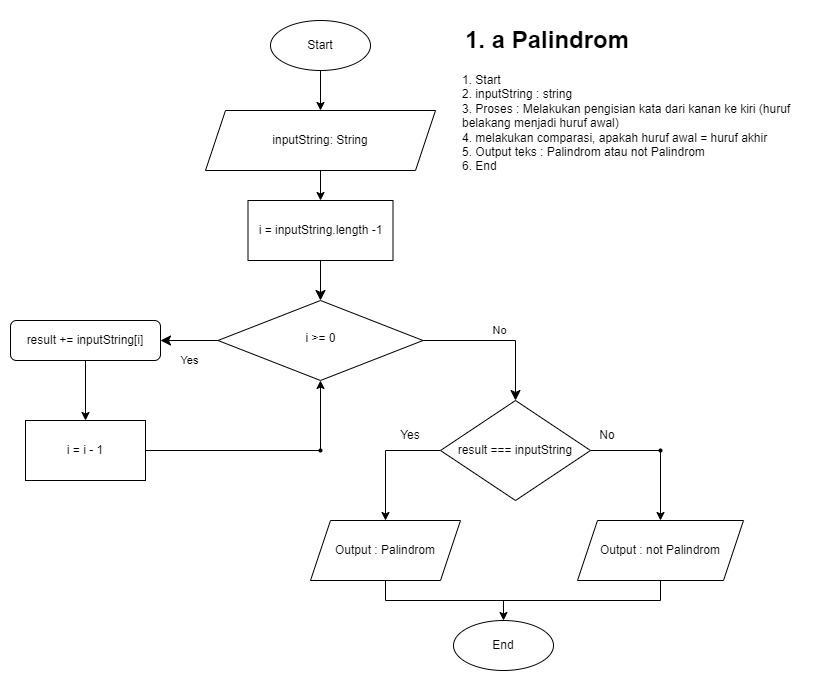 Start
1. a Palindrom
1. Start
2. inputString : string
3. Proses : Melakukan pengisian kata dari kanan ke kiri (huruf
belakang menjadi huruf awal)
4. melakukan comparasi, apakah huruf awal = huruf akhir
5. Output teks : Palindrom atau not Palindrom
6. End
inputString: String
i = inputString.length -1
i >= 0
Yes
No
result += inputString[i]
i = i - 1
result === inputString
Yes
No
Output : Palindrom
Output : not Palindrom
End